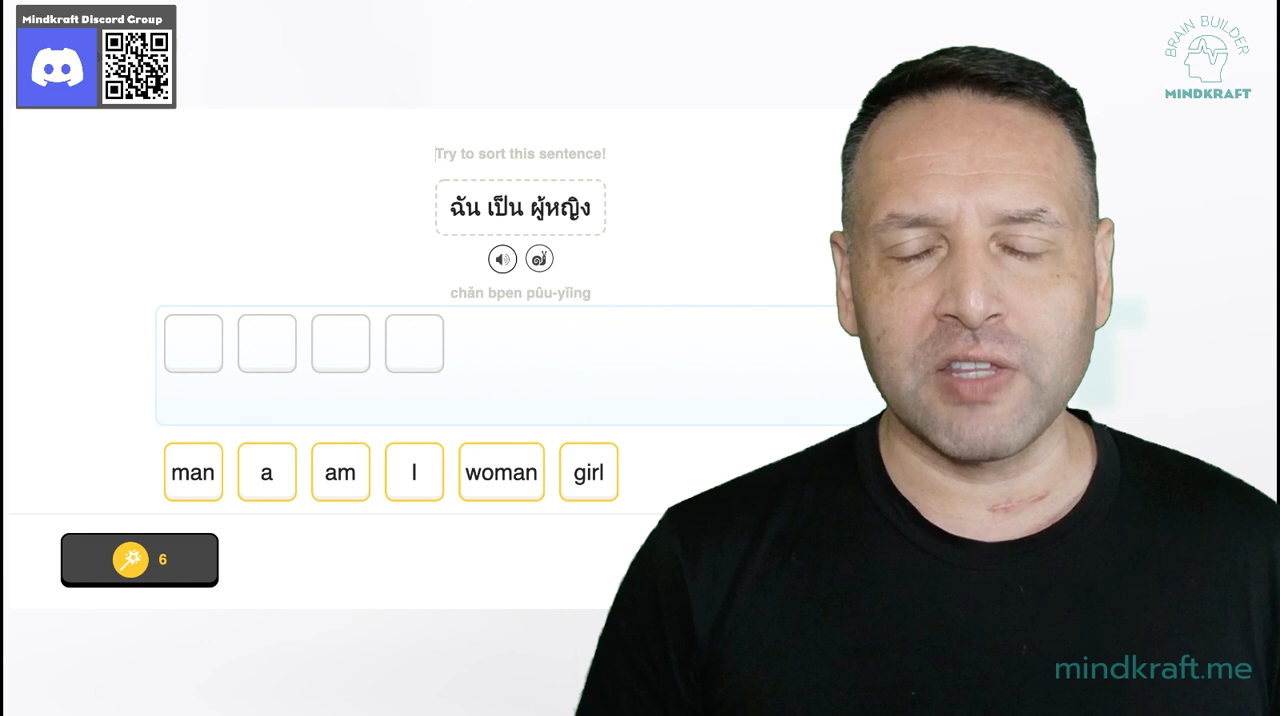 Mindkraft Discord Group
BRAIN BUILDER
MINDKRAFT
Try to sort this sentence!
ฉัน เป็น ผู้หญิง
chăn bpen pûu-yĭing
man a am I woman girl
6
mindkraft.me